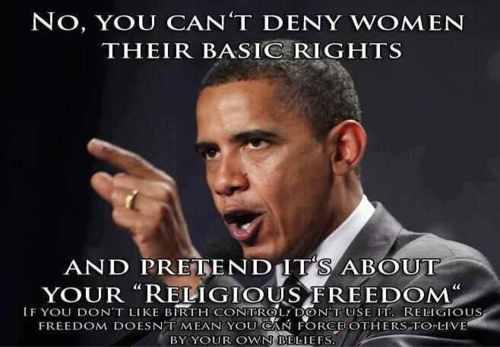 No, you can't deny women
their basic rights
and pretend it's about
your "Religious freedom"
If you don't like birth control, don't use it. Religious
freedom doesn't mean you can force others to live
by your own beliefs.